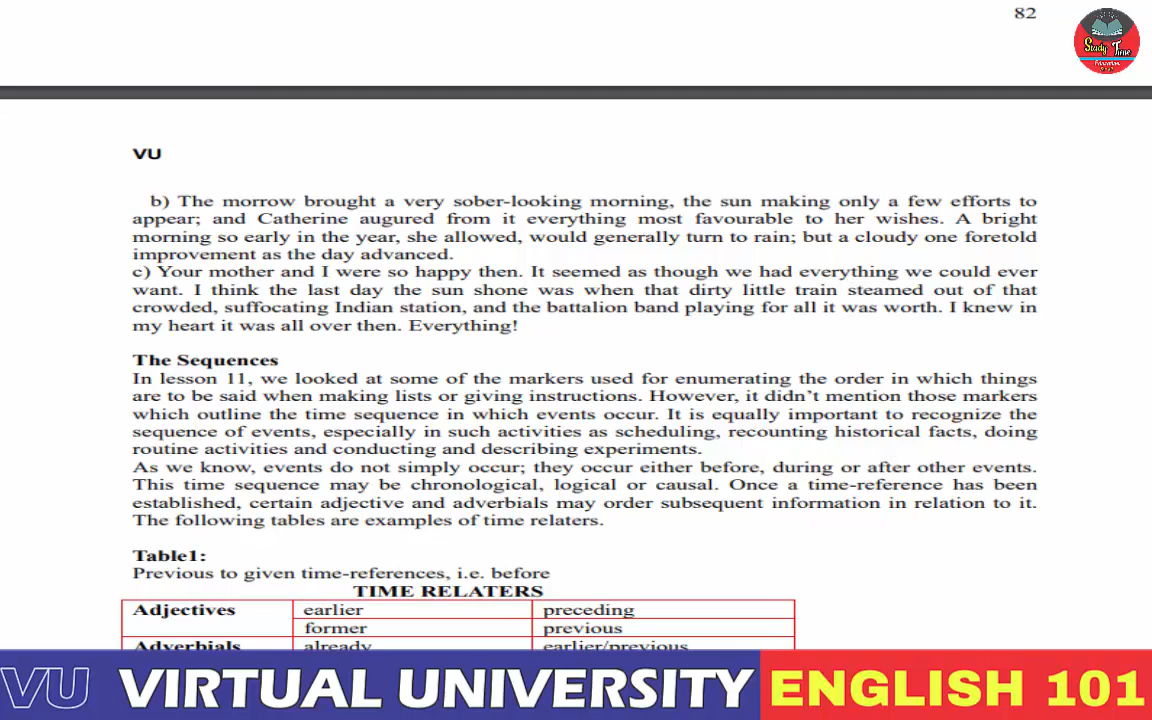 82
Study Time
VU
b) The morrow brought a very sober-looking morning, the sun making only a few efforts to
appear; and Catherine augured from it everything most favourable to her wishes. A bright
morning so early in the year, she allowed, would generally turn to rain; but a cloudy one foretold
improvement as the day advanced.
c) Your mother and I were so happy then. It seemed as though we had everything we could ever
want. I think the last day the sun shone was when that dirty little train steamed out of that
crowded, suffocating Indian station, and the battalion band playing for all it was worth. I knew in
my heart it was all over then. Everything!
The Sequences
In lesson 11, we looked at some of the markers used for enumerating the order in which things
are to be said when making lists or giving instructions. However, it didn't mention those markers
which outline the time sequence in which events occur. It is equally important to recognize the
sequence of events, especially in such activities as scheduling, recounting historical facts, doing
routine activities and conducting and describing experiments.
As we know, events do not simply occur; they occur either before, during or after other events.
This time sequence may be chronological, logical or causal. Once a time-reference has been
established, certain adjective and adverbials may order subsequent information in relation to it.
The following tables are examples of time relaters.
Table1:
Previous to given time-references, i.e. before
TIME RELATERS
Adjectives earlier preceding
former previous
Adverbials already earlier/previous
VU VIRTUAL UNIVERSITY ENGLISH 101